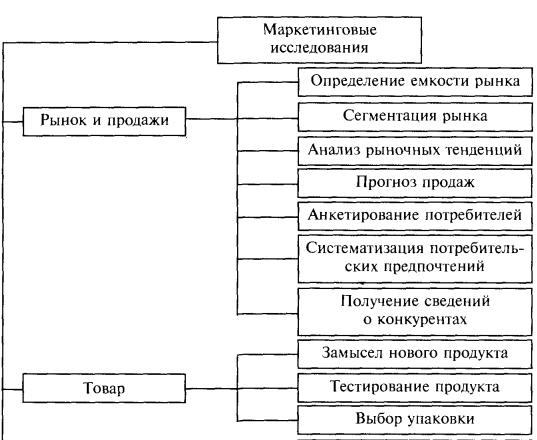 Маркетинговые
исследования
Определение емкости рынка
Рынок и продажи
Сегментация рынка
Анализ рыночных тенденций
Прогноз продаж
Анкетирование потребителей
Систематизация потребитель-
ских предпочтений
Получение сведений
о конкурентах
Замысел нового продукта
Товар
Тестирование продукта
Выбор упаковки